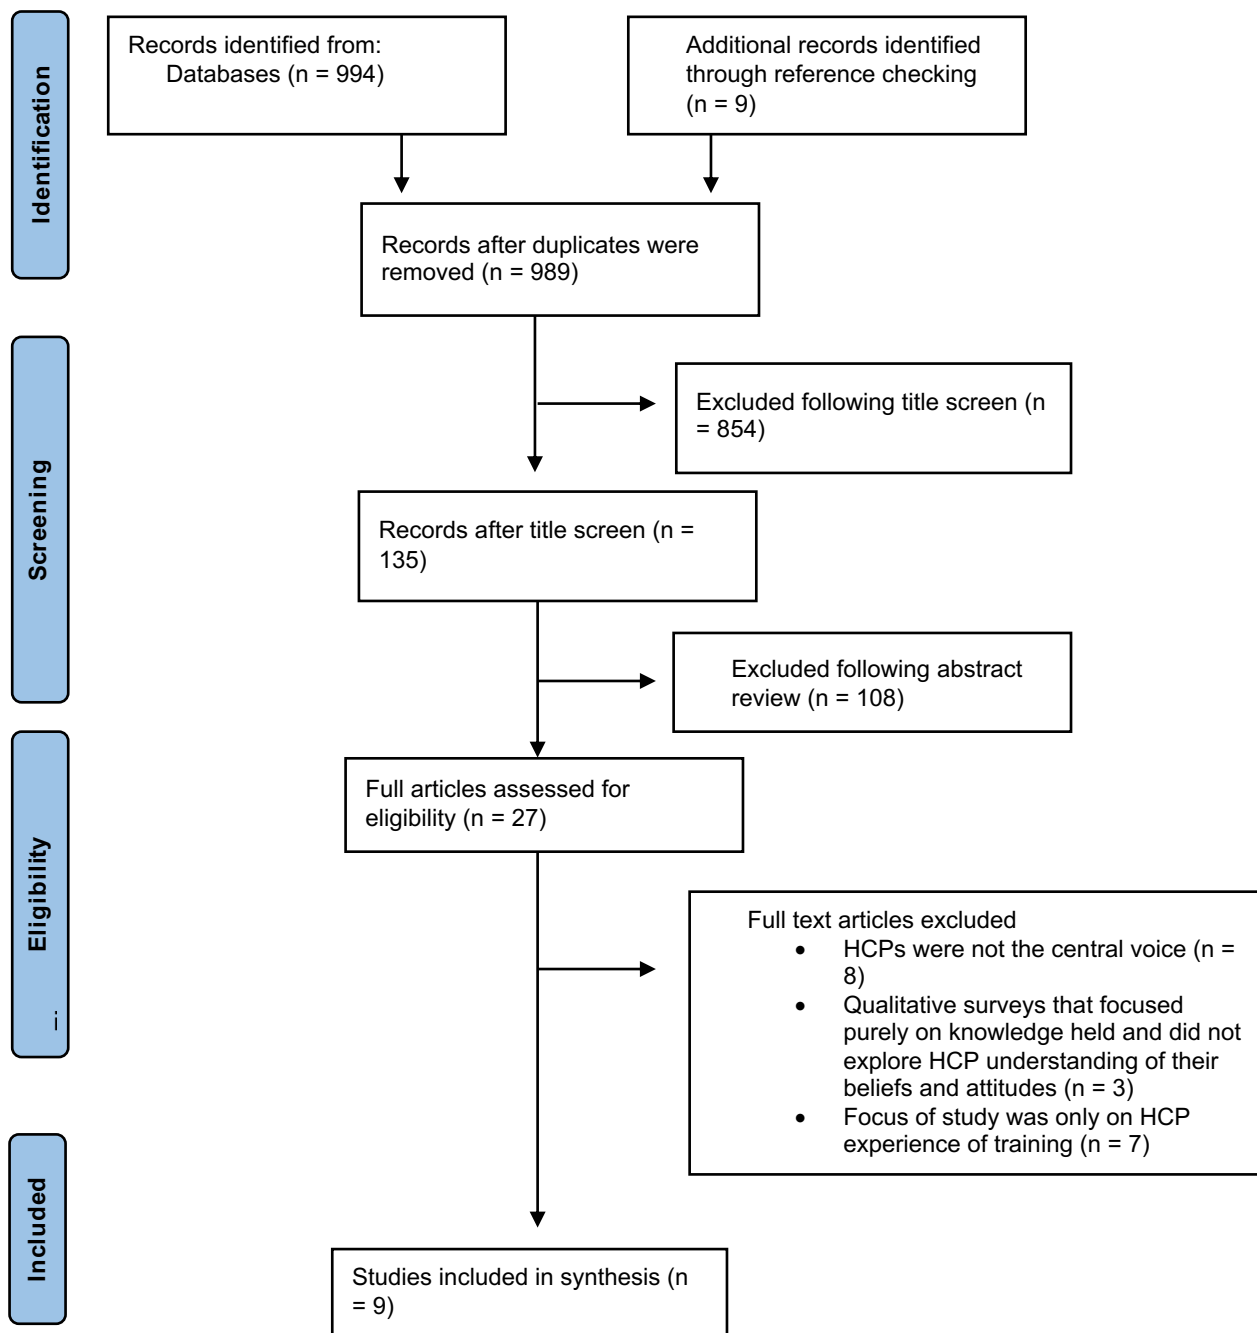 Identification
Records identified from:
Databases (n = 994)
Additional records identified
through reference checking
(n = 9)
Records after duplicates were
removed (n = 989)
Screening
Excluded following title screen (n
= 854)
Records after title screen (n =
135)
Excluded following abstract
review (n = 108)
Eligibility
Full articles assessed for
eligibility (n = 27)
Full text articles excluded
• HCPs were not the central voice (n =
8)
• Qualitative surveys that focused
purely on knowledge held and did not
explore HCP understanding of their
beliefs and attitudes (n = 3)
• Focus of study was only on HCP
experience of training (n = 7)
Included
Studies included in synthesis (n
= 9)